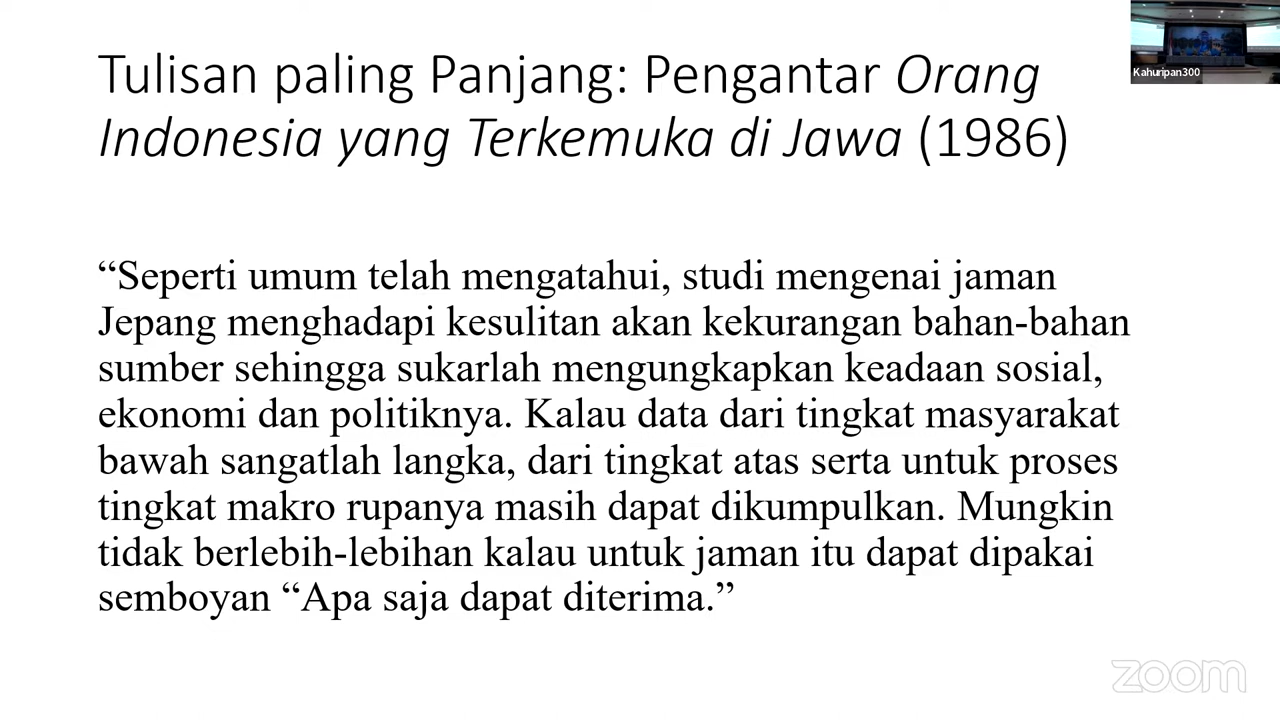 Tulisan paling Panjang: Pengantar Orang
Indonesia yang Terkemuka di Jawa (1986)
Kahuripan300
“Seperti umum telah mengatahui, studi mengenai jaman
Jepang menghadapi kesulitan akan kekurangan bahan-bahan
sumber sehingga sukarlah mengungkapkan keadaan sosial,
ekonomi dan politiknya. Kalau data dari tingkat masyarakat
bawah sangatlah langka, dari tingkat atas serta untuk proses
tingkat makro rupanya masih dapat dikumpulkan. Mungkin
tidak berlebih-lebihan kalau untuk jaman itu dapat dipakai
semboyan “Apa saja dapat diterima.”
zoom